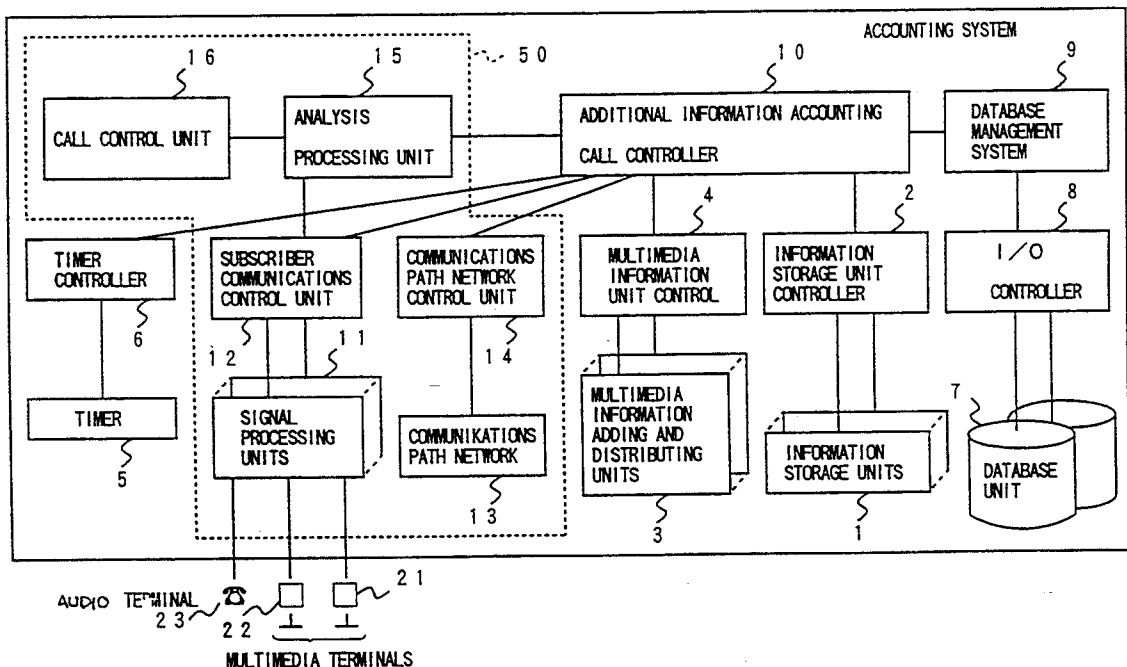 ACCOUNTING SYSTEM
16
15
50
10
9
CALL CONTROL UNIT
ANALYSIS
PROCESSING UNIT
ADDITIONAL INFORMATION ACCOUNTING
CALL CONTROLLER
DATABASE
MANAGEMENT
SYSTEM
4
2
8
TIMER
CONTROLLER
SUBSCRIBER
COMMUNICATIONS
CONTROL UNIT
COMMUNICATIONS
PATH NETWORK
CONTROL UNIT
MULTIMEDIA
INFORMATION
UNIT CONTROL
INFORMATION
STORAGE UNIT
CONTROLLER
I/O
CONTROLLER
6
12
11
14
7
TIMER
SIGNAL
PROCESSING
UNITS
COMMUNIKATIONS
PATH NETWORK
MULTIMEDIA
INFORMATION
ADDING AND
DISTRIBUTING
UNITS
INFORMATION
STORAGE UNITS
DATABASE
UNIT
5
13
3
1
AUDIO TERMINAL
23
22
21
MULTIMEDIA TERMINALS